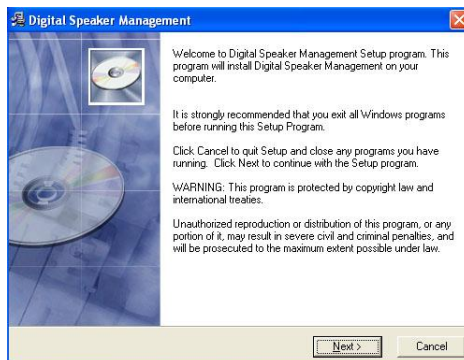 Digital Speaker Management
Welcome to Digital Speaker Management Setup program. This
program will install Digital Speaker Management on your
computer.
It is strongly recommended that you exit all Windows programs
before running this Setup Program.
Click Cancel to quit Setup and close any programs you have
running. Click Next to continue with the Setup program.
WARNING: This program is protected by copyright law and
international treaties.
Unauthorized reproduction or distribution of this program, or any
portion of it, may result in severe civil and criminal penalties, and
will be prosecuted to the maximum extent possible under law.
Next > Cancel